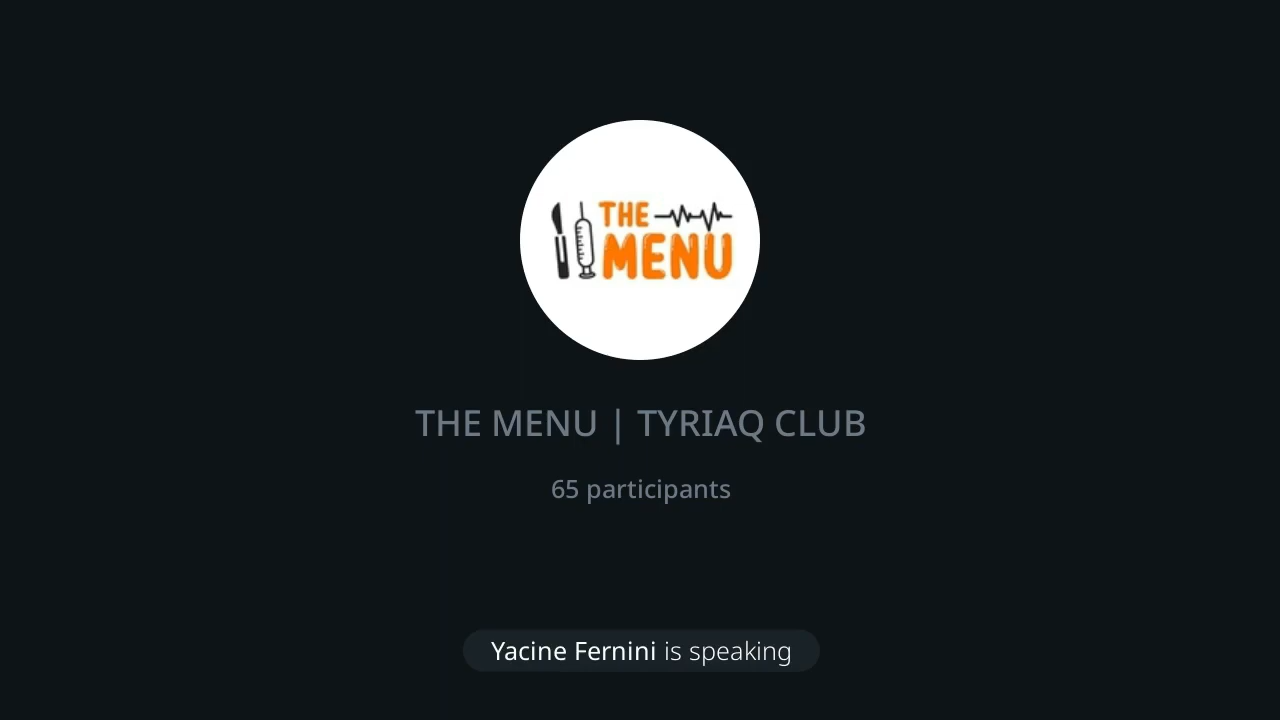 THE
MENU
THE MENU | TYRIAQ CLUB
65 participants
Yacine Fernini is speaking